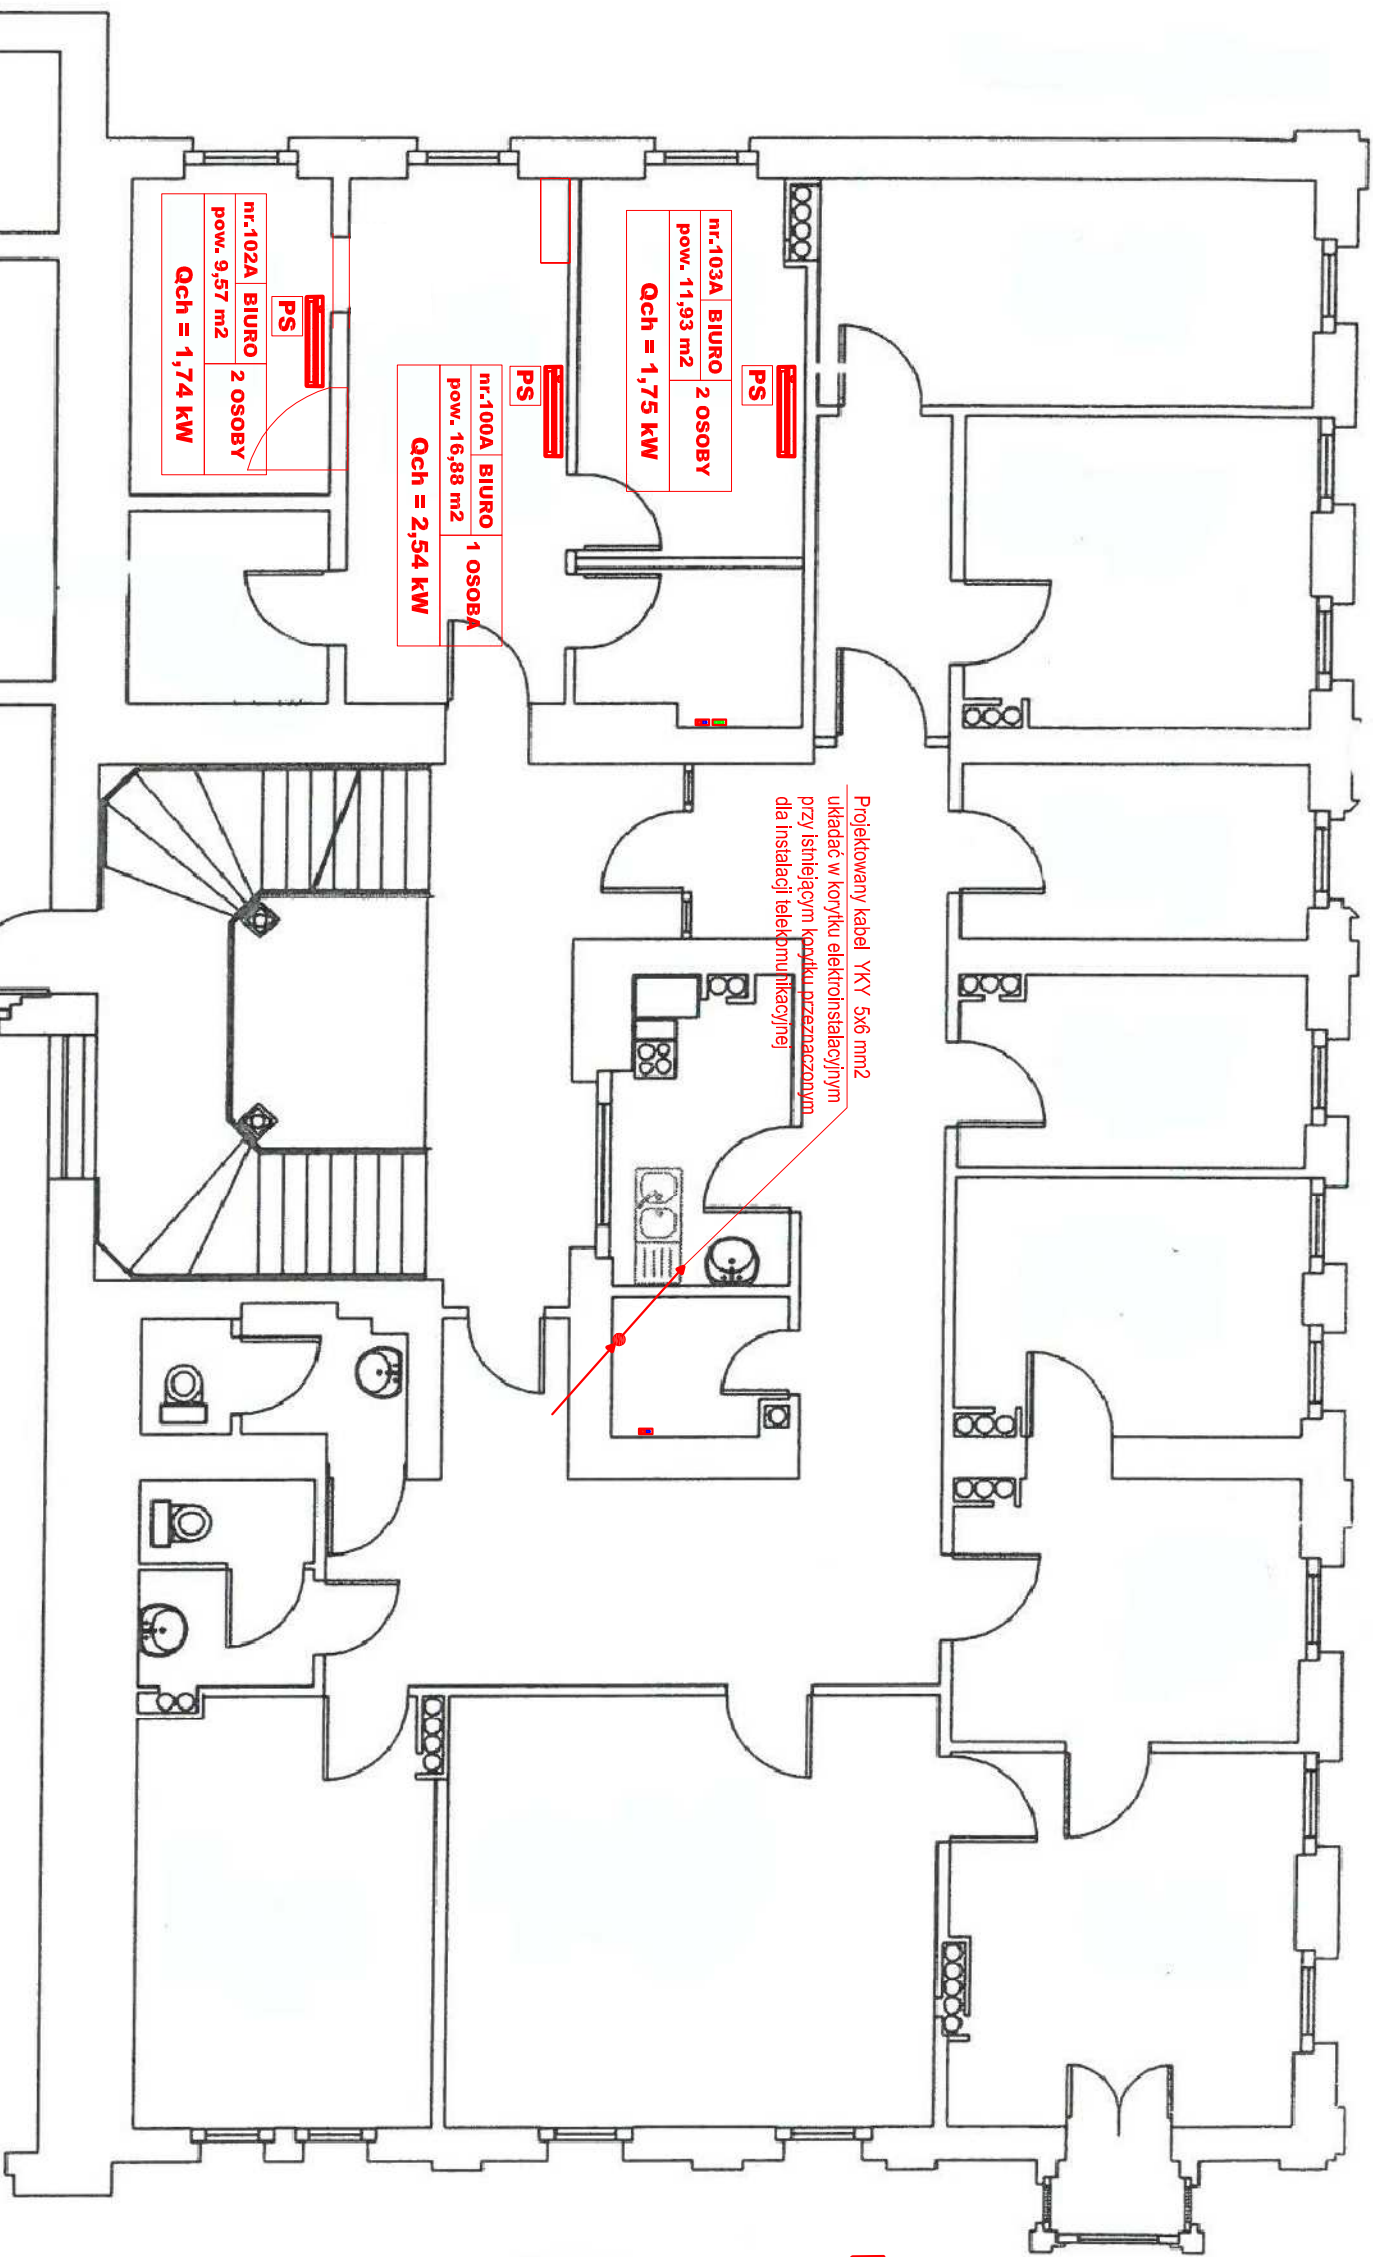 nr.103A BIURO
pow. 11,93 m2
2 OSOBY
Qch = 1,75 kW
PS
nr.100A BIURO
pow. 16,88 m2
1 OSOBA
Qch = 2,54 kW
PS
nr.102A BIURO
pow. 9,57 m2
2 OSOBY
Qch = 1,74 kW
PS
Projektowany kabel YKY 5x6 mm2
układać w korytku elektroinstalacyjnym
przy istniejącym korytku przeznaczonym
dla instalacji telekomunikacyjnej